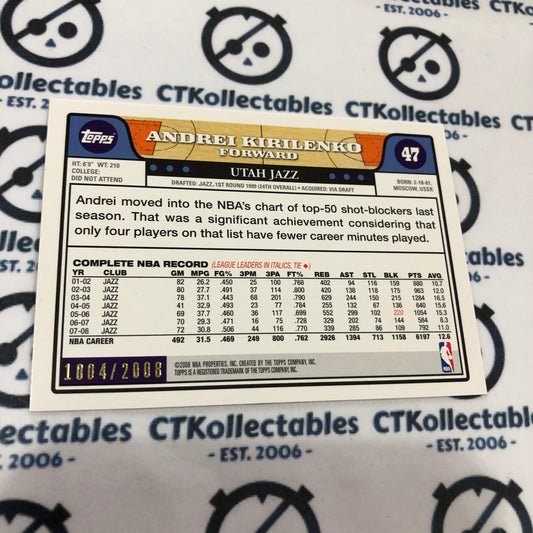 CTKollectables
- EST. 2006 -
Topps
ANDREI KIRILENKO
FORWARD
47
HT: 6'9" WT: 210
COLLEGE:
DID NOT ATTEND
UTAH JAZZ
BORN: 2-18-81,
MOSCOW, USSR
DRAFTED: JAZZ, 1ST ROUND 1999 (24TH OVERALL) • ACQUIRED: VIA DRAFT
Andrei moved into the NBA's chart of top-50 shot-blockers last
season. That was a significant achievement considering that
only four players on that list have fewer career minutes played.
COMPLETE NBA RECORD (LEAGUE LEADERS IN ITALICS, TIE ♦)
YR CLUB GM MPG FG% 3PM 3PA FT% REB AST STL BLK PTS AVG
01-02 JAZZ 82 26.2 .450 25 100 .768 402 94 116 159 880 10.7
02-03 JAZZ 80 27.7 .491 37 114 .800 420 138 118 175 963 12.0
03-04 JAZZ 78 37.1 .443 68 201 .790 629 244 150 215 1284 16.5
04-05 JAZZ 41 32.9 .493 23 77 .784 255 132 67 136 640 15.6
05-06 JAZZ 69 37.7 .460 36 117 .699 552 299 102 220 1054 15.3
06-07 JAZZ 70 29.3 .471 16 75 .728 329 202 74 144 584 8.3
07-08 JAZZ 72 30.8 .506 44 116 .770 339 285 86 109 792 11.0
NBA CAREER 492 31.5 .469 249 800 .762 2926 1394 713 1158 6197 12.6
1804/2008
©2008 NBA PROPERTIES, INC. CREATED BY THE TOPPS COMPANY, INC.
TOPPS IS A REGISTERED TRADEMARK OF THE TOPPS COMPANY, INC.
NBA
CTKollectables
- EST. 2006 -